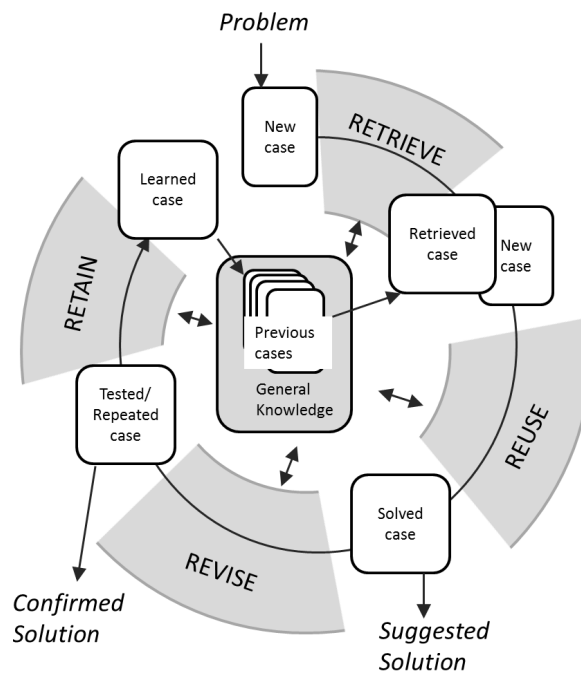 Problem
New
case
RETRIEVE
Learned
case
Retrieved
case
New
case
RETAIN
Previous
cases
General
Knowledge
Tested/
Repeated
case
REUSE
Solved
case
REVISE
Confirmed
Solution
Suggested
Solution